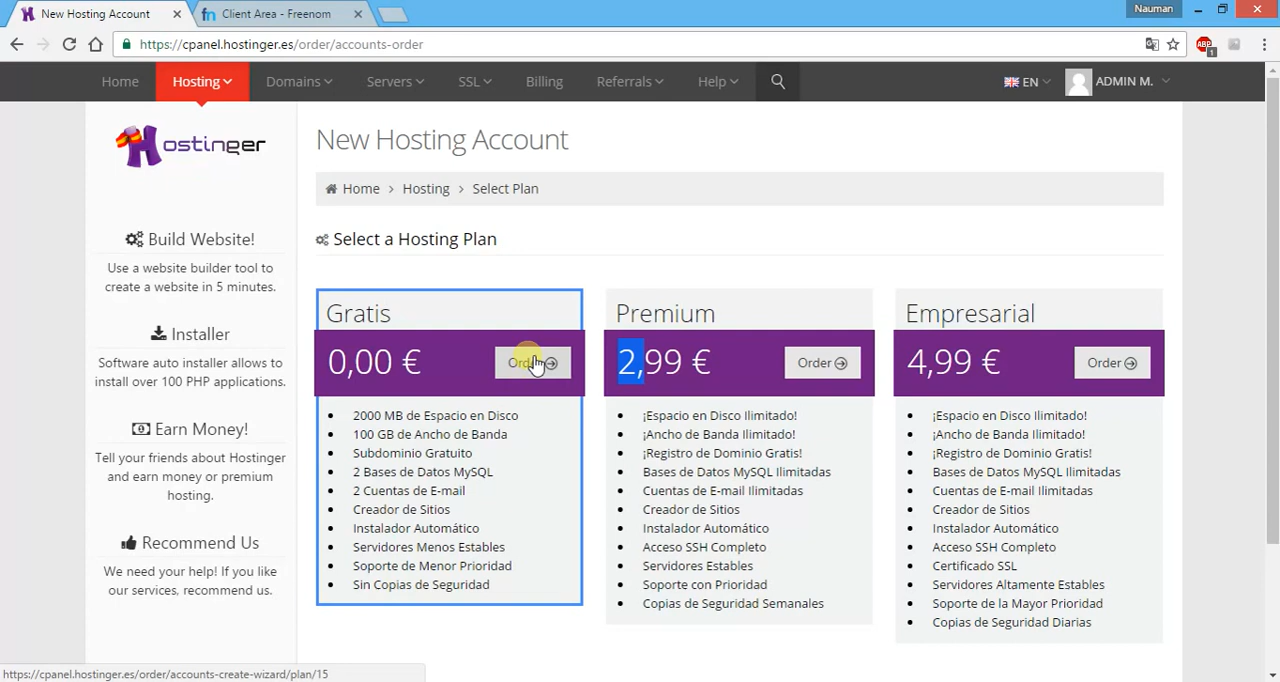 New Hosting Account
Client Area - Freenom
Nauman
https://cpanel.hostinger.es/order/accounts-order
ABP
1
Home
Hosting
Domains
Servers
SSL
Billing
Referrals
Help
EN
ADMIN M.
Hostinger
Build Website!
Use a website builder tool to
create a website in 5 minutes.
Installer
Software auto installer allows to
install over 100 PHP applications.
Earn Money!
Tell your friends about Hostinger
and earn money or premium
hosting.
Recommend Us
We need your help! If you like
our services, recommend us.
New Hosting Account
Home > Hosting > Select Plan
Select a Hosting Plan
Gratis
0,00 €
Order
2000 MB de Espacio en Disco
100 GB de Ancho de Banda
Subdominio Gratuito
2 Bases de Datos MySQL
2 Cuentas de E-mail
Creador de Sitios
Instalador Automático
Servidores Menos Estables
Soporte de Menor Prioridad
Sin Copias de Seguridad
Premium
2,99 €
Order
¡Espacio en Disco Ilimitado!
¡Ancho de Banda Ilimitado!
¡Registro de Dominio Gratis!
Bases de Datos MySQL Ilimitadas
Cuentas de E-mail Ilimitadas
Creador de Sitios
Instalador Automático
Acceso SSH Completo
Servidores Estables
Soporte con Prioridad
Copias de Seguridad Semanales
Empresarial
4,99 €
Order
¡Espacio en Disco Ilimitado!
¡Ancho de Banda Ilimitado!
¡Registro de Dominio Gratis!
Bases de Datos MySQL Ilimitadas
Cuentas de E-mail Ilimitadas
Creador de Sitios
Instalador Automático
Acceso SSH Completo
Certificado SSL
Servidores Altamente Estables
Soporte de la Mayor Prioridad
Copias de Seguridad Diarias
https://cpanel.hostinger.es/order/accounts-create-wizard/plan/15